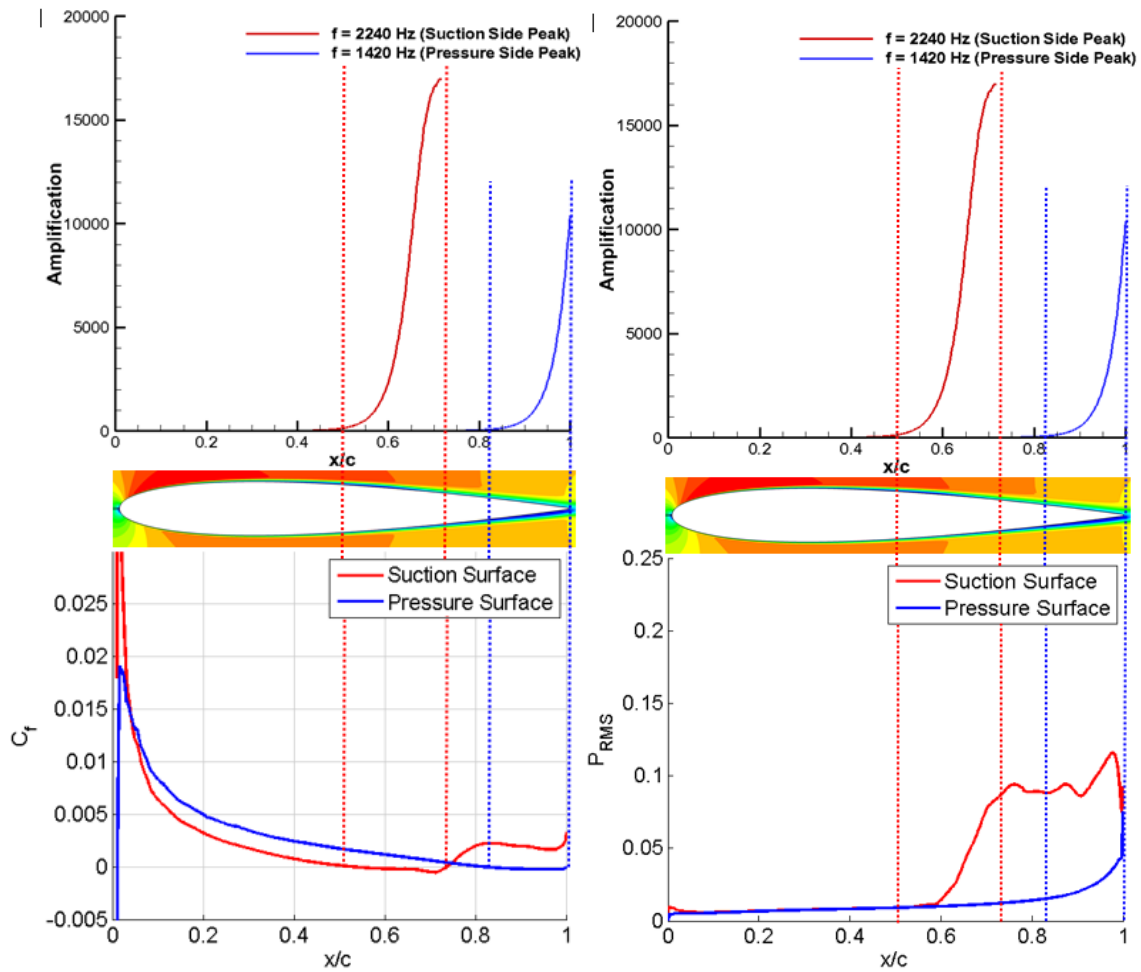 20000
f = 2240 Hz (Suction Side Peak)
f = 1420 Hz (Pressure Side Peak)
15000
Amplification
10000
5000
0
0 0.2 0.4 0.6 0.8 1
x/c
20000
f = 2240 Hz (Suction Side Peak)
f = 1420 Hz (Pressure Side Peak)
15000
Amplification
10000
5000
0
0 0.2 0.4 0.6 0.8 1
x/c
Suction Surface
Pressure Surface
0.025
0.02
0.015
Cf
0.01
0.005
0
-0.005
0 0.2 0.4 0.6 0.8 1
x/c
0.25
Suction Surface
Pressure Surface
0.2
0.15
PRMS
0.1
0.05
0
0 0.2 0.4 0.6 0.8 1
x/c